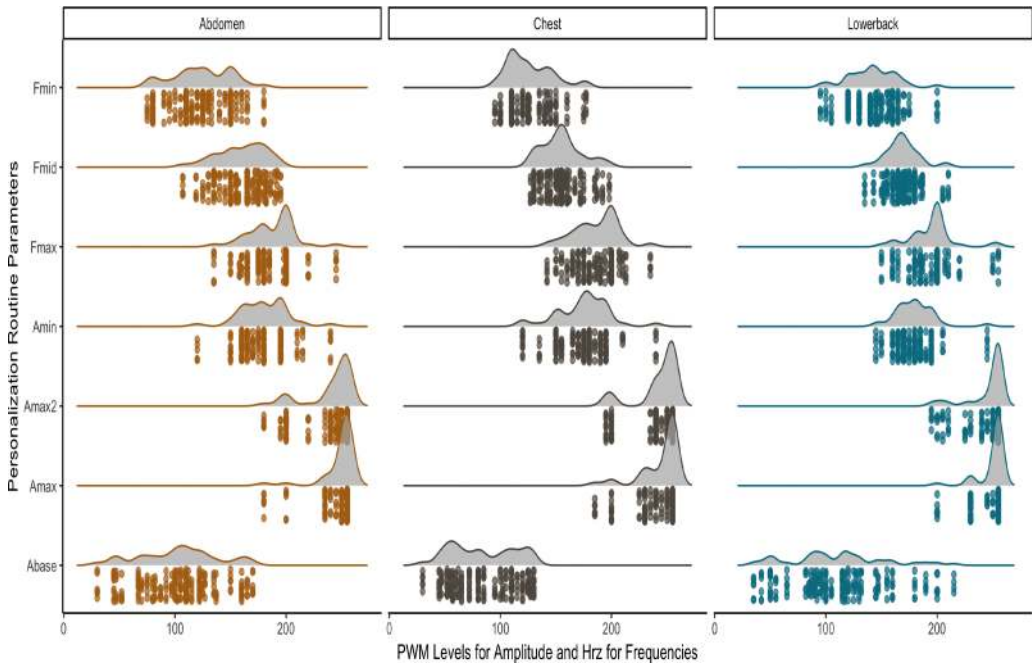 Abdomen Chest Lowerback
Personalization Routine Parameters
Fmin
Fmid
Fmax
Amin
Amax2
Amax
Abase
0 100 200 0 100 200 0 100 200
PWM Levels for Amplitude and Hrz for Frequencies